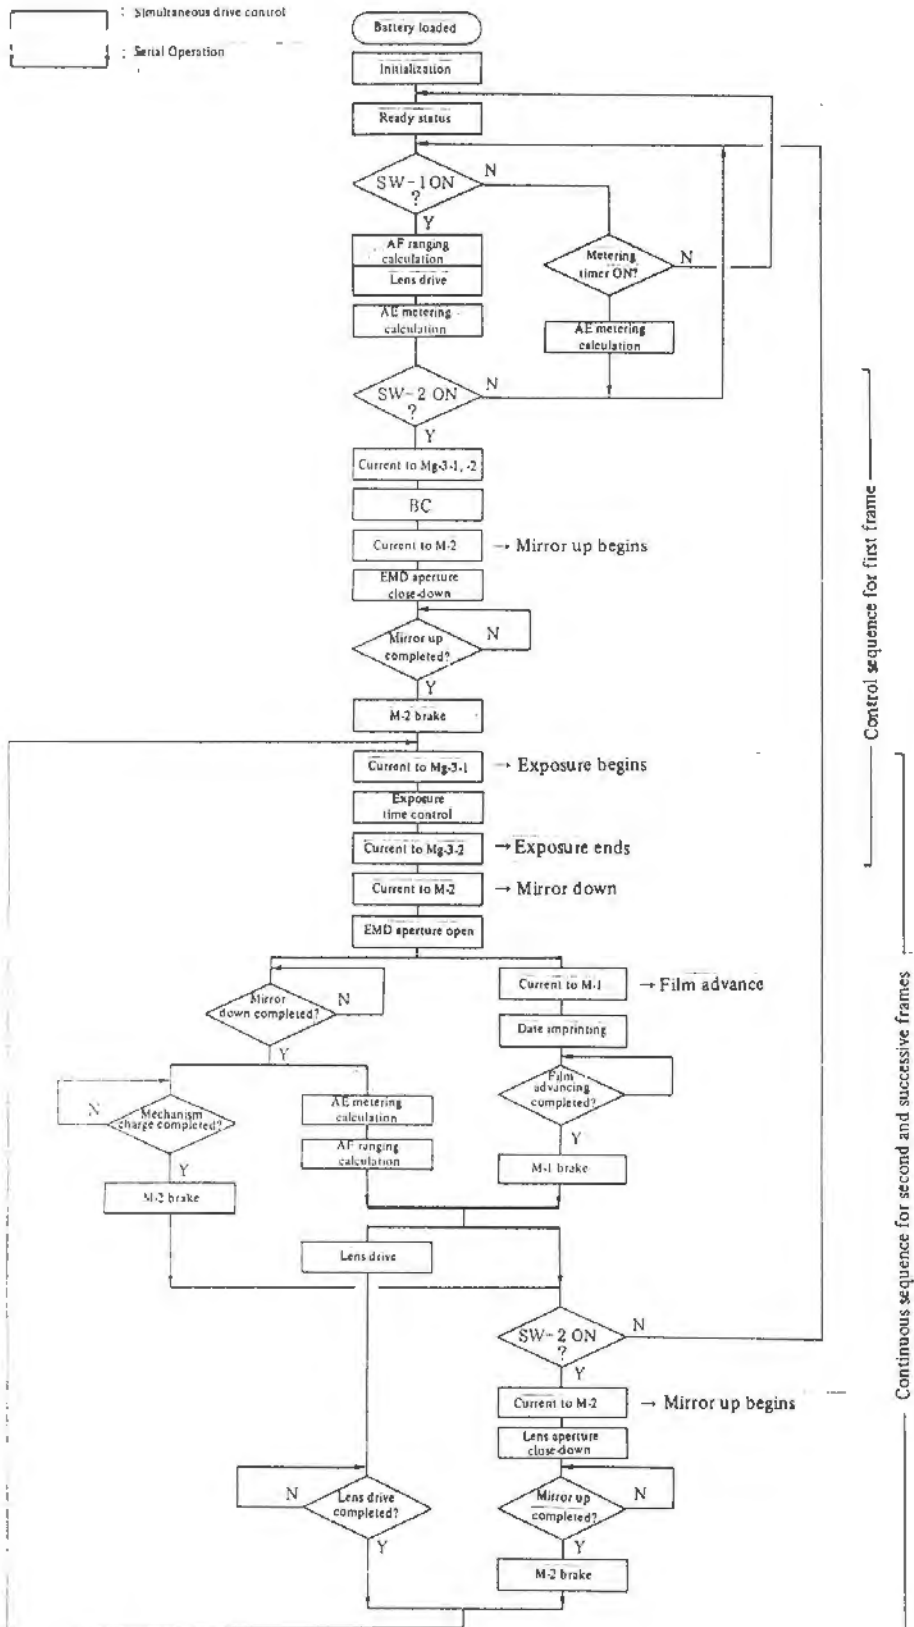 : Simultaneous drive control
: Serial Operation
Battery loaded
Initialization
Ready status
SW-1 ON
?
N
Y
AF ranging
calculation
Lens drive
AE metering
calculation
Metering
timer ON?
N
AE metering
calculation
SW-2 ON
?
N
Y
Current to Mg-3-1, -2
BC
Current to M-2
→ Mirror up begins
EMD aperture
close-down
Mirror up
completed?
N
Y
M-2 brake
Current to Mg-3-1
→ Exposure begins
Exposure
time control
Current to Mg-3-2
→ Exposure ends
Current to M-2
→ Mirror down
EMD aperture open
Control sequence for first frame
Mirror
down completed?
N
Y
Current to M-1
→ Film advance
Date imprinting
Film
advancing
completed?
Y
M-1 brake
N
Mechanism
charge completed?
Y
M-2 brake
AE metering
calculation
AF ranging
calculation
Lens drive
SW-2 ON
?
N
Y
Current to M-2
→ Mirror up begins
Lens aperture
close-down
N
Lens drive
completed?
Y
Mirror up
completed?
N
Y
M-2 brake
Continuous sequence for second and successive frames